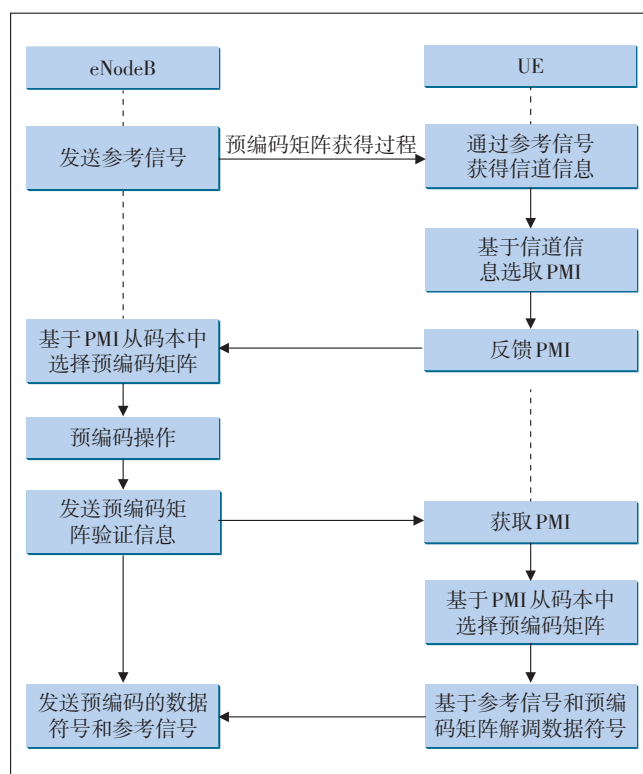 eNodeB
UE
发送参考信号
预编码矩阵获得过程
通过参考信号
获得信道信息
基于信道信
息选取PMI
基于PMI从码本中
选择预编码矩阵
反馈PMI
预编码操作
发送预编码矩
阵验证信息
获取PMI
基于PMI从码本中
选择预编码矩阵
发送预编码的数据
符号和参考信号
基于参考信号和预编
码矩阵解调数据符号